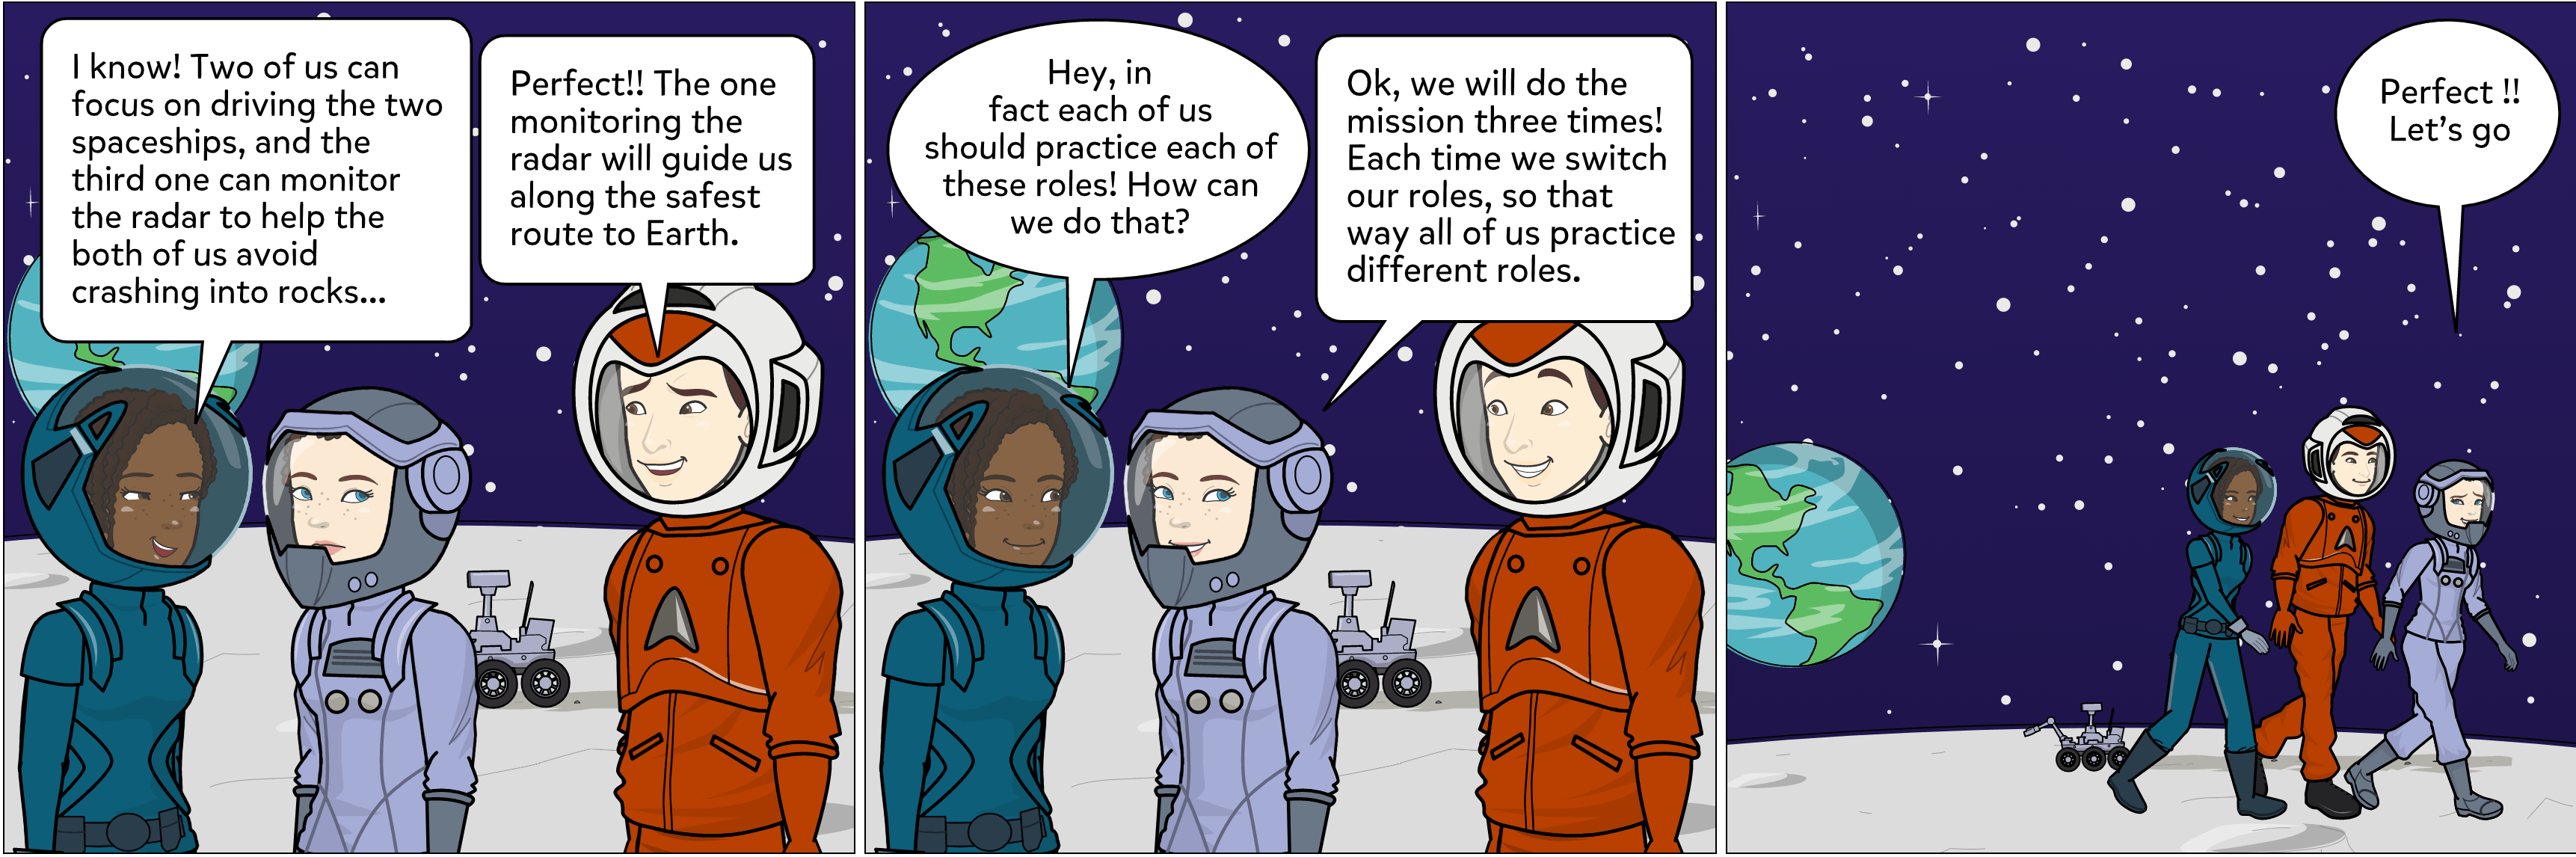 I know! Two of us can
focus on driving the two
spaceships, and the
third one can monitor
the radar to help the
both of us avoid
crashing into rocks...
Perfect!! The one
monitoring the
radar will guide us
along the safest
route to Earth.
Hey, in
fact each of us
should practice each of
these roles! How can
we do that?
Ok, we will do the
mission three times!
Each time we switch
our roles, so that
way all of us practice
different roles.
Perfect !!
Let's go